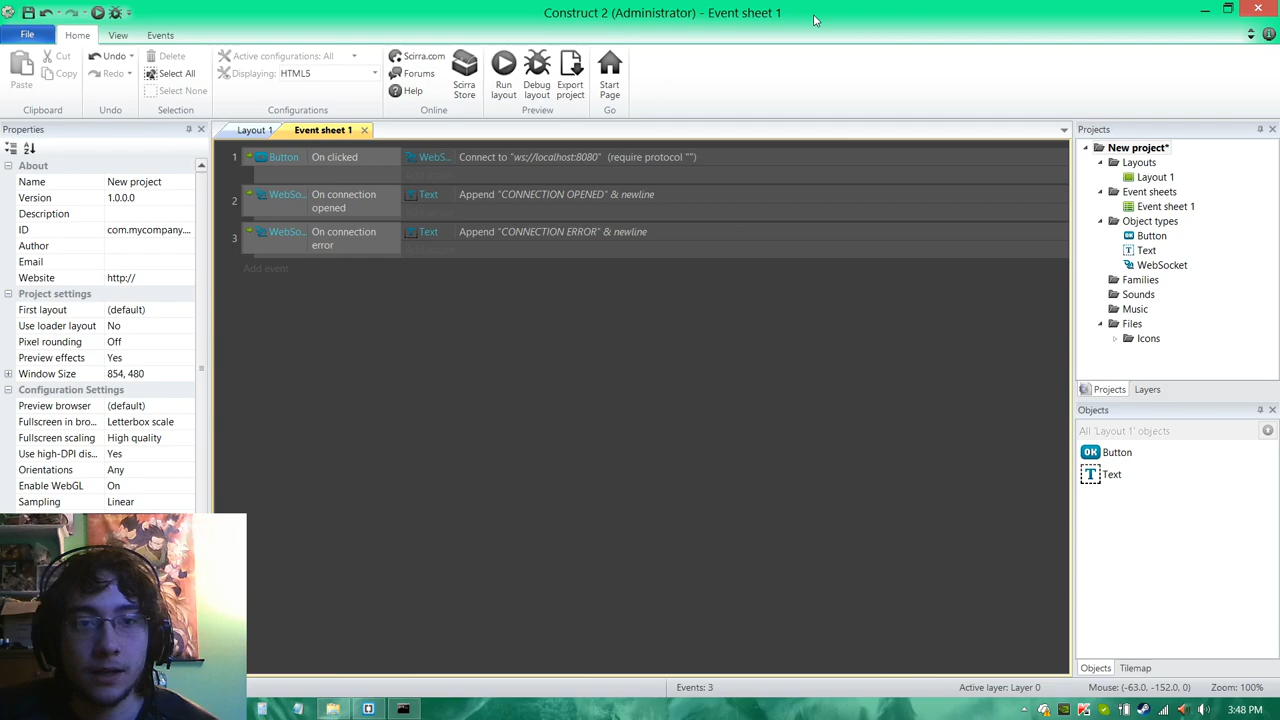 Construct 2 (Administrator) - Event sheet 1
File Home View Events
Paste Cut Copy
Clipboard
Undo
Redo
Undo
Delete
Select All
Select None
Selection
Active configurations: All
Displaying: HTML5
Configurations
Scirra.com
Forums
Help
Scirra Store
Online
Run layout
Debug layout
Export project
Preview
Start Page
Go
Properties
About
Name New project
Version 1.0.0.0
Description
ID com.mycompany....
Author
Email
Website http://
Project settings
First layout (default)
Use loader layout No
Pixel rounding Off
Preview effects Yes
Window Size 854, 480
Configuration Settings
Preview browser (default)
Fullscreen in bro... Letterbox scale
Fullscreen scaling High quality
Use high-DPI dis... Yes
Orientations Any
Enable WebGL On
Sampling Linear
Layout 1 Event sheet 1
1 Button On clicked WebS... Connect to "ws://localhost:8080" (require protocol "")
Add action
2 WebSo... On connection opened Text Append "CONNECTION OPENED" & newline
3 WebSo... On connection error Text Append "CONNECTION ERROR" & newline
Add event
Projects
New project*
Layouts
Layout 1
Event sheets
Event sheet 1
Object types
Button
Text
WebSocket
Families
Sounds
Music
Files
Icons
Projects Layers
Objects
All 'Layout 1' objects
OK Button
T Text
Objects Tilemap
Events: 3 Active layer: Layer 0 Mouse: (-63.0, -152.0, 0) Zoom: 100%
3:48 PM